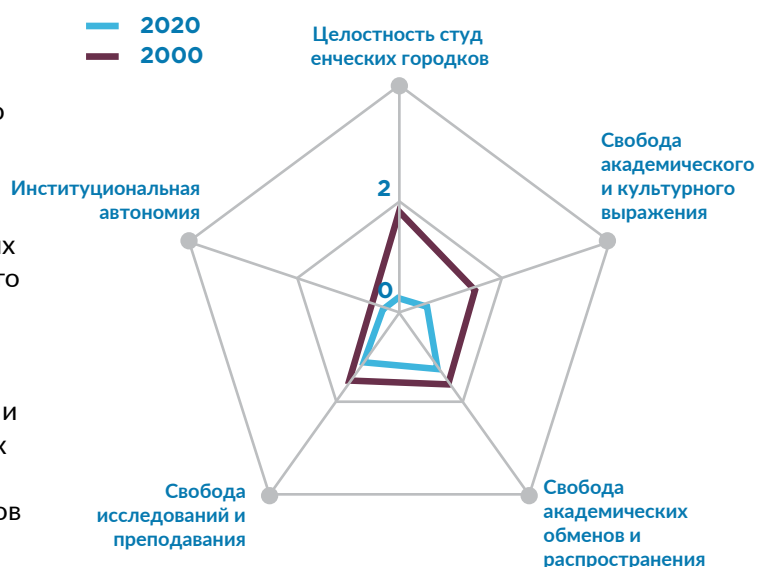 2020
2000
Целостность студ
енческих городков
Свобода
академического
и культурного
выражения
Институциональная
автономия
2
0
Свобода
исследований и
преподавания
Свобода
академических
обменов и
распространения